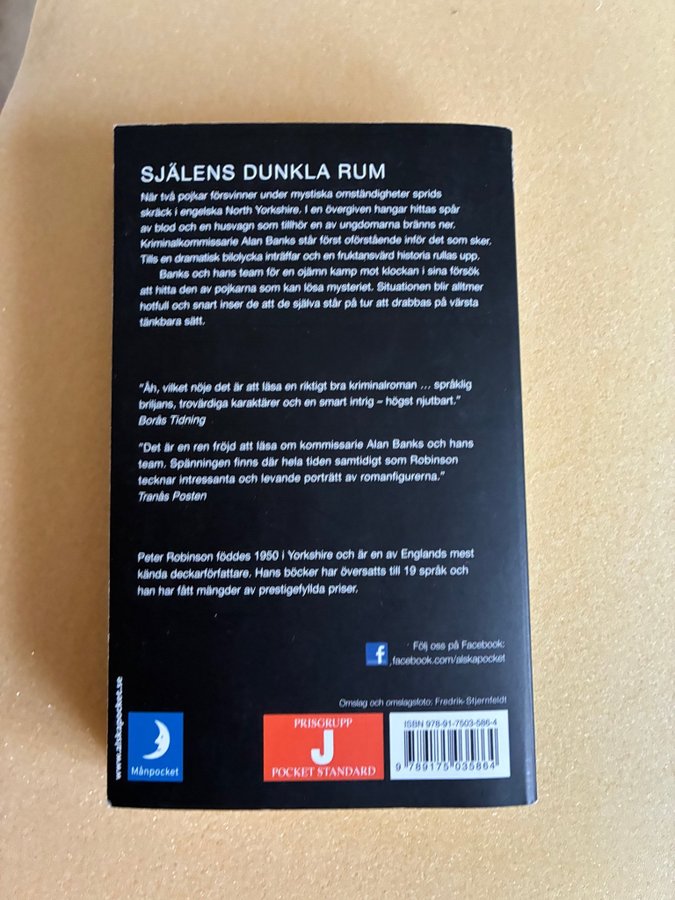 SJÄLENS DUNKLA RUM
När två pojkar försvinner under mystiska omständigheter sprids
skräck i engelska North Yorkshire. I en övergiven hangar hittas spår
av blod och en husvagn som tillhör en av ungdomarna bränns ner.
Kriminalkommissarie Alan Banks står först oförstående inför det som sker.
Tills en dramatisk bilolycka inträffar och en fruktansvärd historia rullas upp.
Banks och hans team för en ojämn kamp mot klockan i sina försök
att hitta den av pojkarna som kan lösa mysteriet. Situationen blir alltmer
hotfull och snart inser de att de själva står på tur att drabbas på värsta
tänkbara sätt.
”Åh, vilket nöje det är att läsa en riktigt bra kriminalroman ... språklig
briljans, trovärdiga karaktärer och en smart intrig – högst njutbart.”
Borås Tidning
”Det är en ren fröjd att läsa om kommissarie Alan Banks och hans
team. Spänningen finns där hela tiden samtidigt som Robinson
tecknar intressanta och levande porträtt av romanfigurerna.”
Tranås Posten
Peter Robinson föddes 1950 i Yorkshire och är en av Englands mest
kända deckarförfattare. Hans böcker har översatts till 19 språk och
han har fått mängder av prestigefyllda priser.
f
Följ oss på Facebook:
facebook.com/alskapocket
Omslag och omslagsfoto: Fredrik Stjernfeldt
www.alskapocket.se
Månpocket
PRISGRUPP
J
POCKET STANDARD
ISBN 978-91-7503-586-4
9 789175 035864